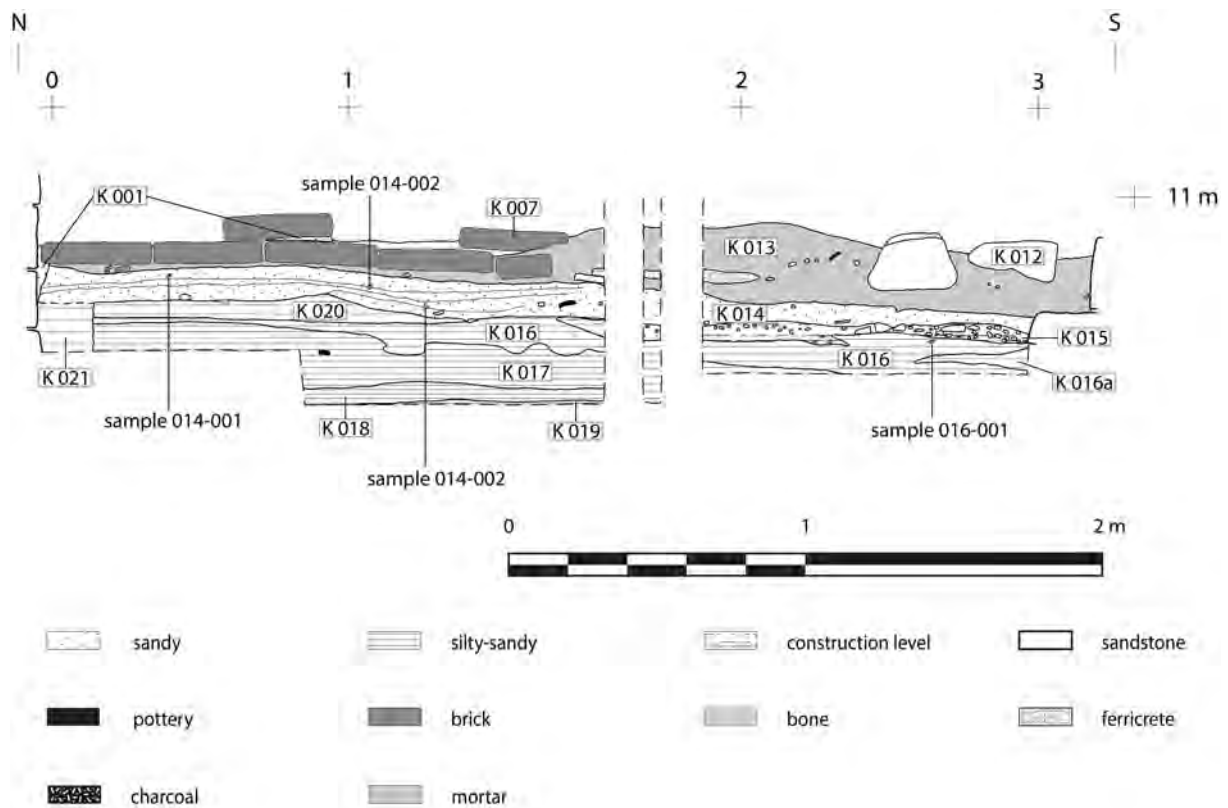 N S
0 1 2 3
K 001
sample 014-002
K 007
11 m
K 013
K 012
K 020
K 014
K 016
K 015
K 016
K 021
K 017
K 016a
sample 014-001
K 018
K 019
sample 016-001
sample 014-002
0 1 2 m
sandy silty-sandy construction level sandstone
pottery brick bone ferricrete
charcoal mortar